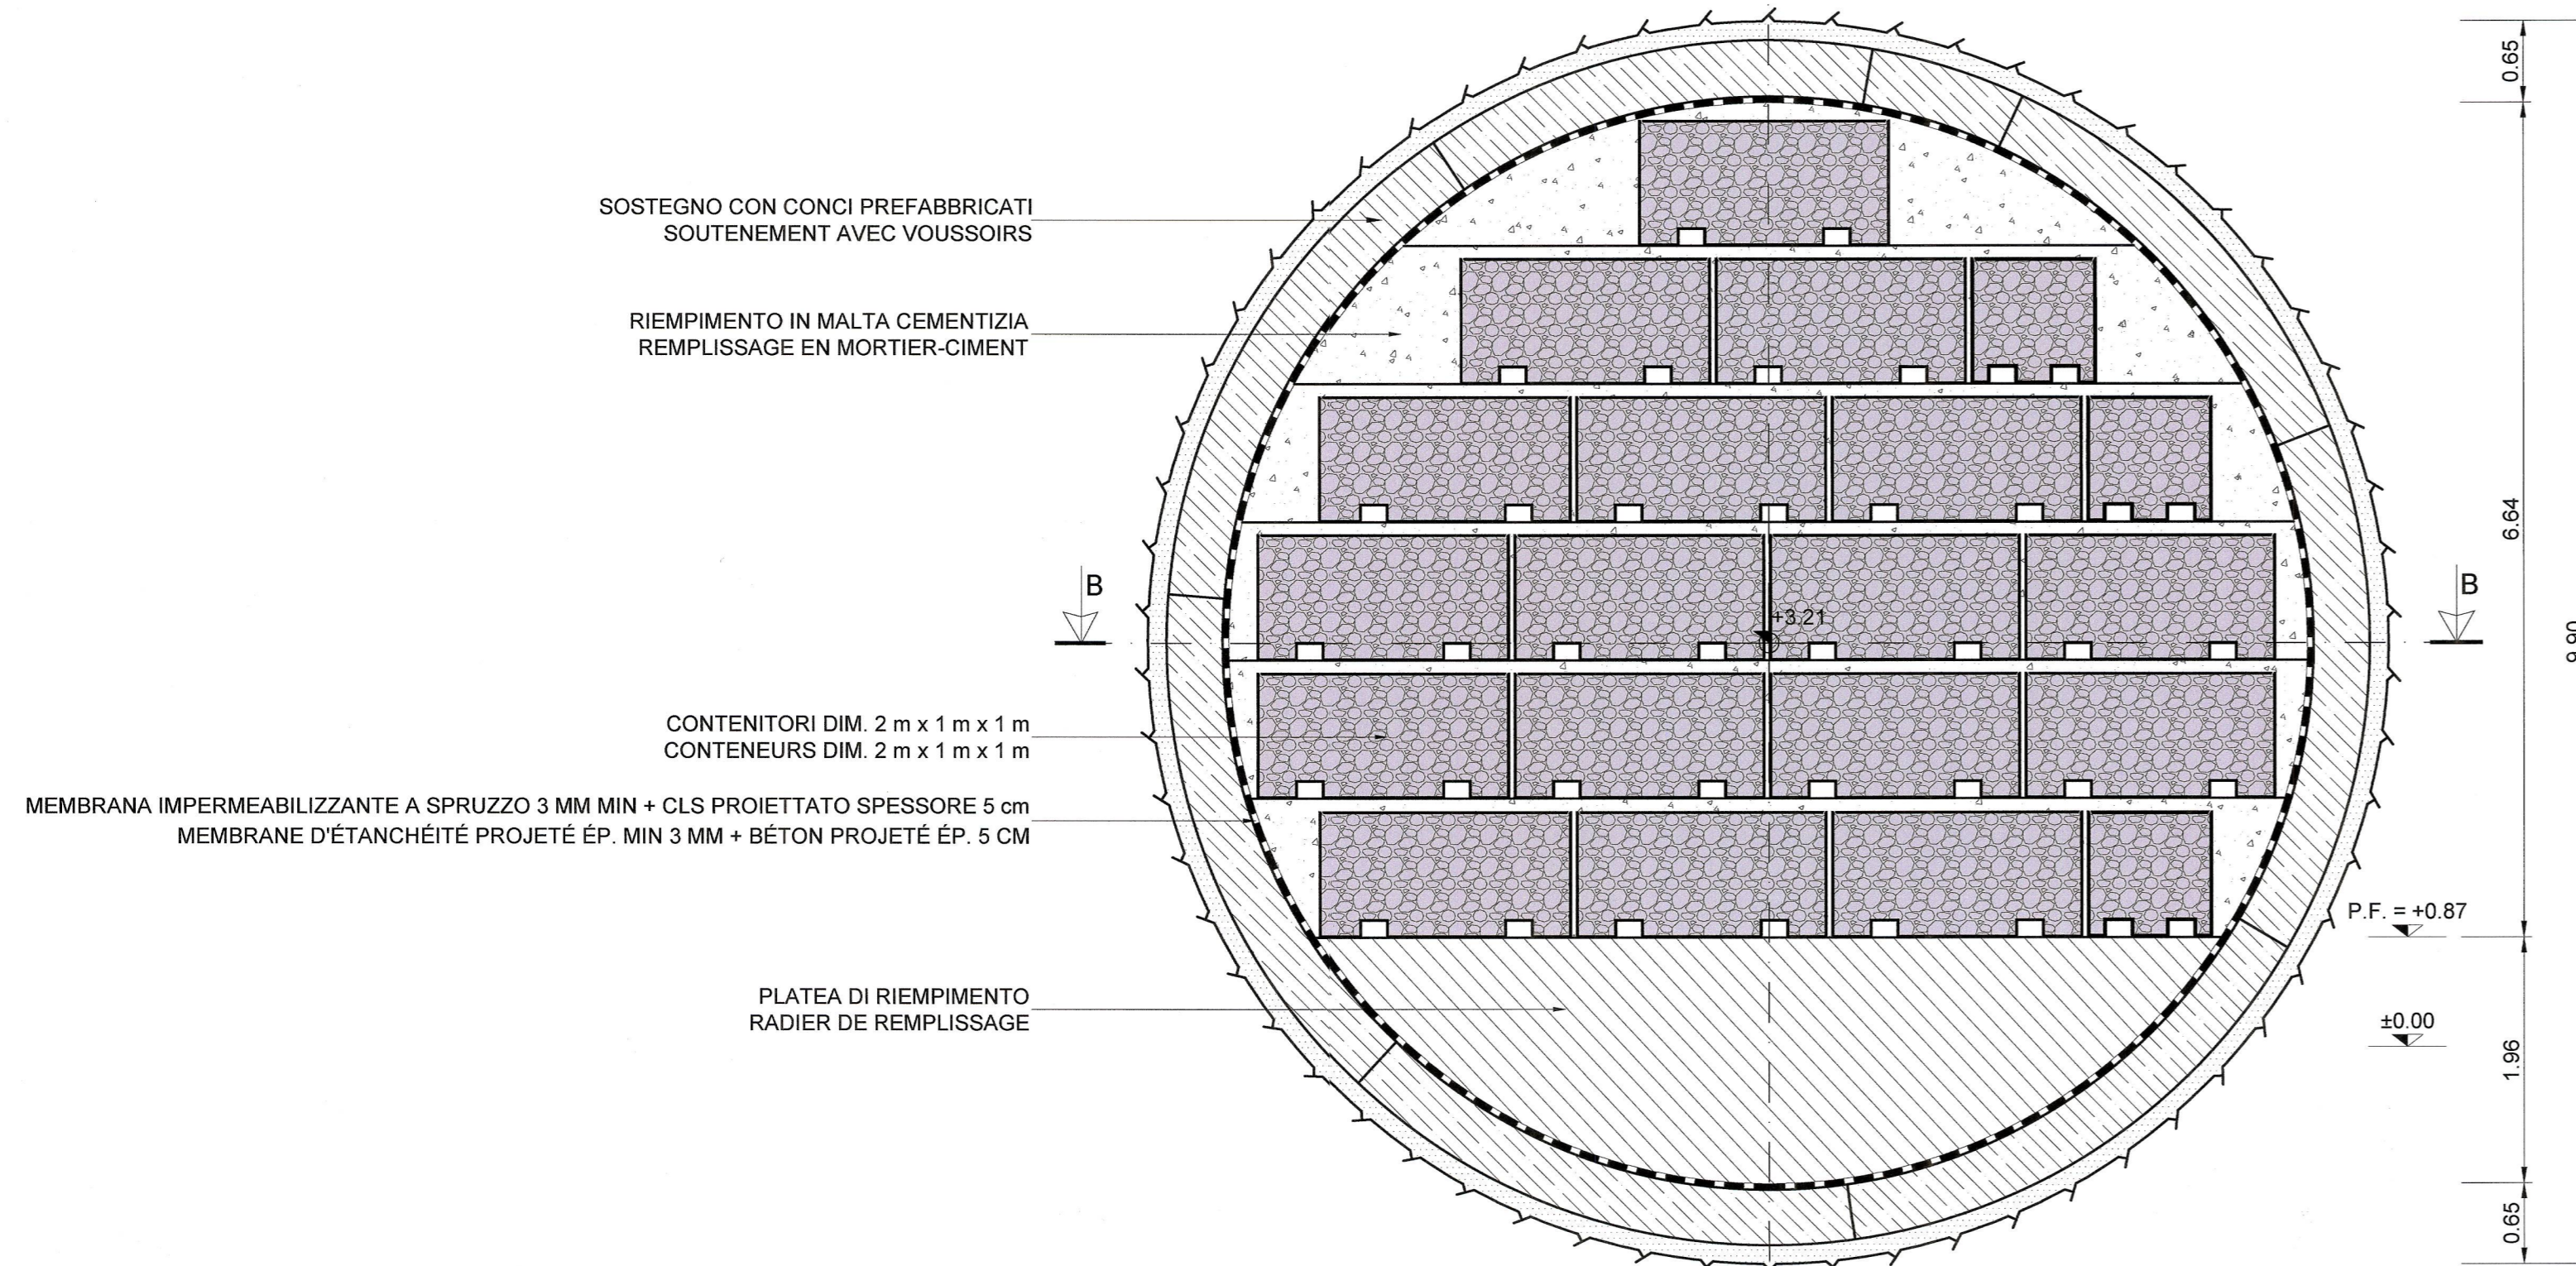 SOSTEGNO CON CONCI PREFABBRICATI
SOUTENEMENT AVEC VOUSSOIRS
RIEMPIMENTO IN MALTA CEMENTIZIA
REMPLISSAGE EN MORTIER-CIMENT
CONTENITORI DIM. 2 m x 1 m x 1 m
CONTENEURS DIM. 2 m x 1 m x 1 m
MEMBRANA IMPERMEABILIZZANTE A SPRUZZO 3 MM MIN + CLS PROIETTATO SPESSORE 5 cm
MEMBRANE D'ÉTANCHÉITÉ PROJETÉ ÉP. MIN 3 MM + BÉTON PROJETÉ ÉP. 5 CM
PLATEA DI RIEMPIMENTO
RADIER DE REMPLISSAGE
B
+3.21
B
P.F. = +0.87
±0.00
0.65
6.64
1.96
0.65
9.90